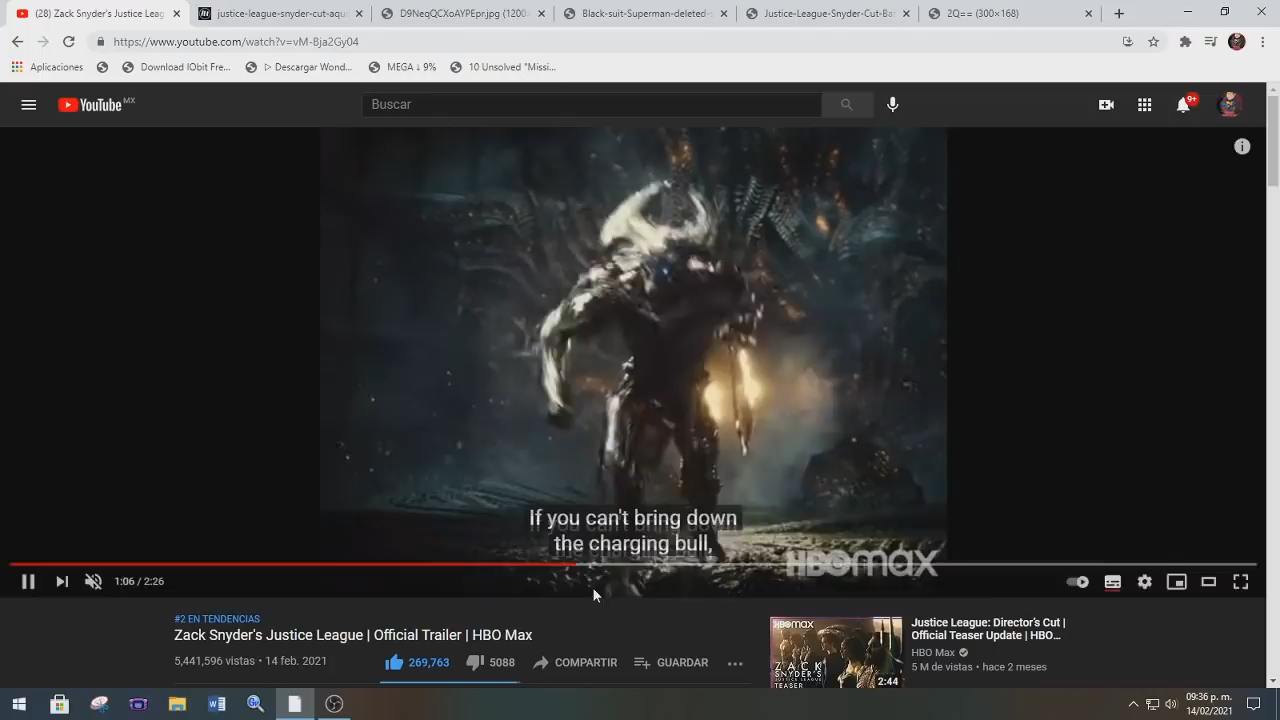 (28) Zack Snyder's Justice Leag
justice-league-snyder-cut-aqu
D9NeqQCXsYPEprj.jpg (1200
Black-suit-Superman-deleted-s
Justice-League-Snyder-Cut-Ba
2Q== (300×168)
https://www.youtube.com/watch?v=vM-Bja2Gy04
Aplicaciones
Download IObit Fre...
▷ Descargar Wond...
MEGA ↓ 9%
10 Unsolved "Missi...
YouTube MX
Buscar
9+
If you can't bring down
the charging bull,
HBOmax
1:06 / 2:26
#2 EN TENDENCIAS
Zack Snyder's Justice League | Official Trailer | HBO Max
5,441,596 vistas • 14 feb. 2021
269,763
5088
COMPARTIR
GUARDAR
HBOmax
ZACK
SNYDER'S
JUSTICE
TEASER
2:44
Justice League: Director's Cut |
Official Teaser Update | HBO...
HBO Max
5 M de vistas • hace 2 meses
09:36 p. m.
14/02/2021